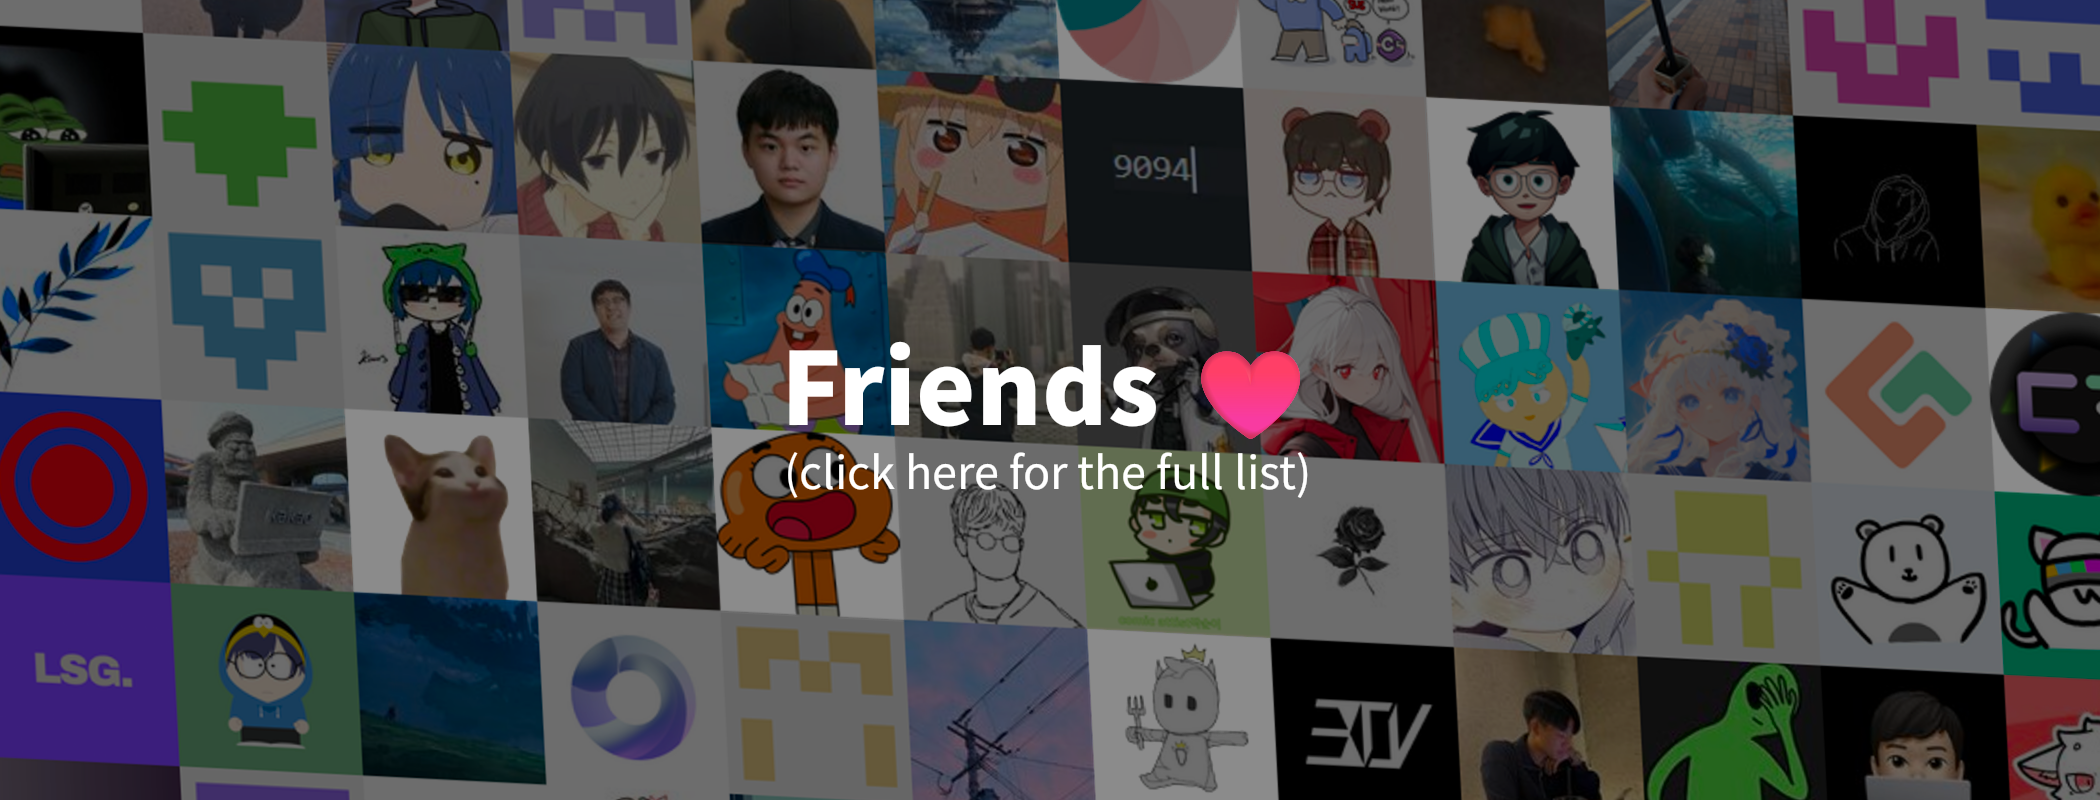 9094
Friends ❤️
(click here for the full list)
LSG.